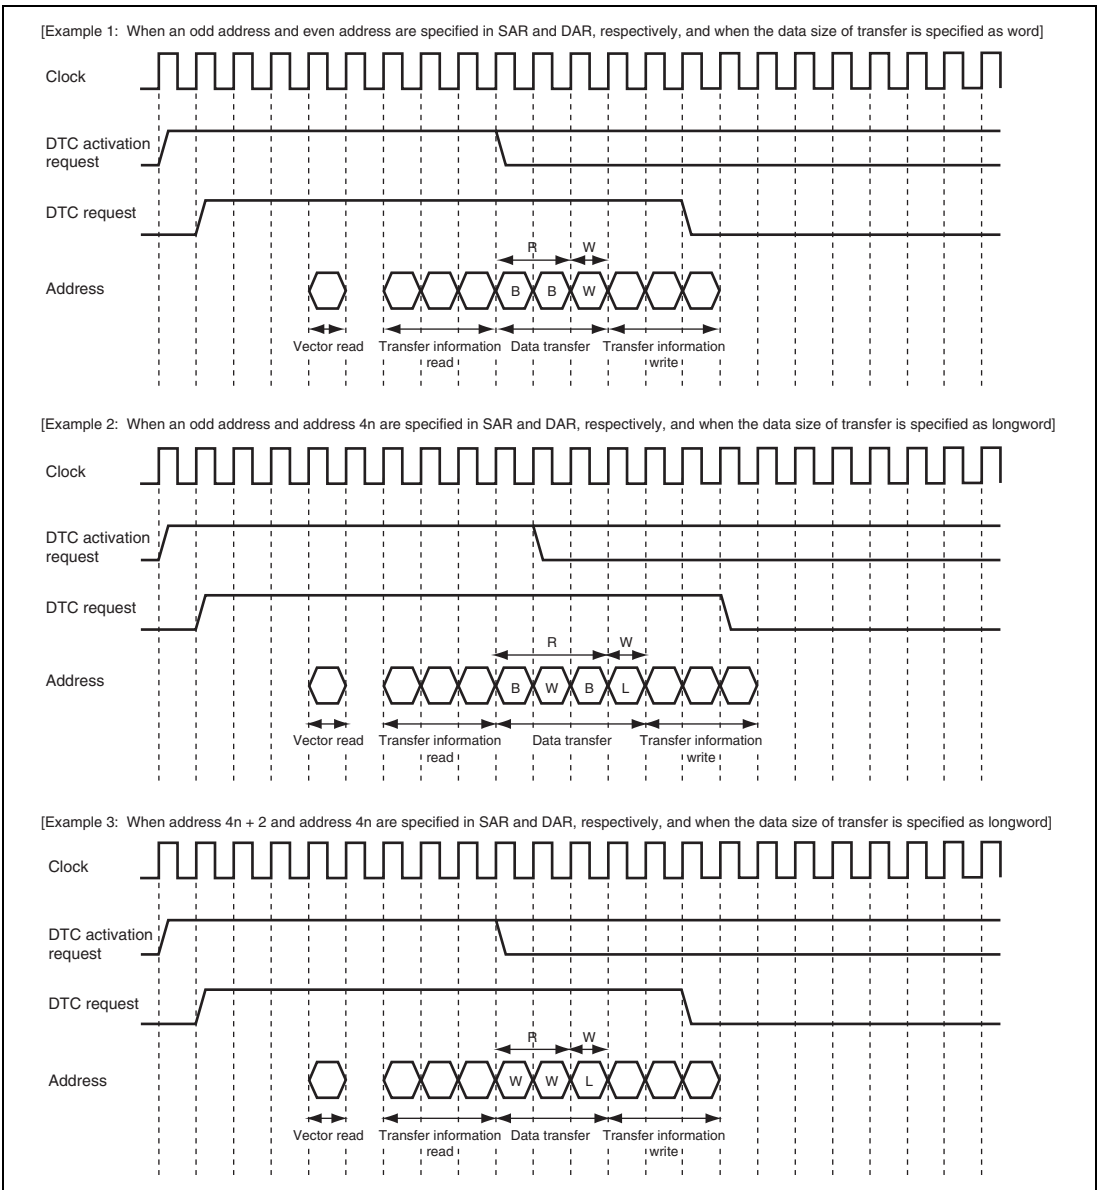 [Example 1: When an odd address and even address are specified in SAR and DAR, respectively, and when the data size of transfer is specified as word]
Clock
DTC activation
request
DTC request
R W
Address
B B W
Vector read Transfer information Data transfer Transfer information
read write
[Example 2: When an odd address and address 4n are specified in SAR and DAR, respectively, and when the data size of transfer is specified as longword]
Clock
DTC activation
request
DTC request
R W
Address
B W B L
Vector read Transfer information Data transfer Transfer information
read write
[Example 3: When address 4n + 2 and address 4n are specified in SAR and DAR, respectively, and when the data size of transfer is specified as longword]
Clock
DTC activation
request
DTC request
R W
Address
W W L
Vector read Transfer information Data transfer Transfer information
read write